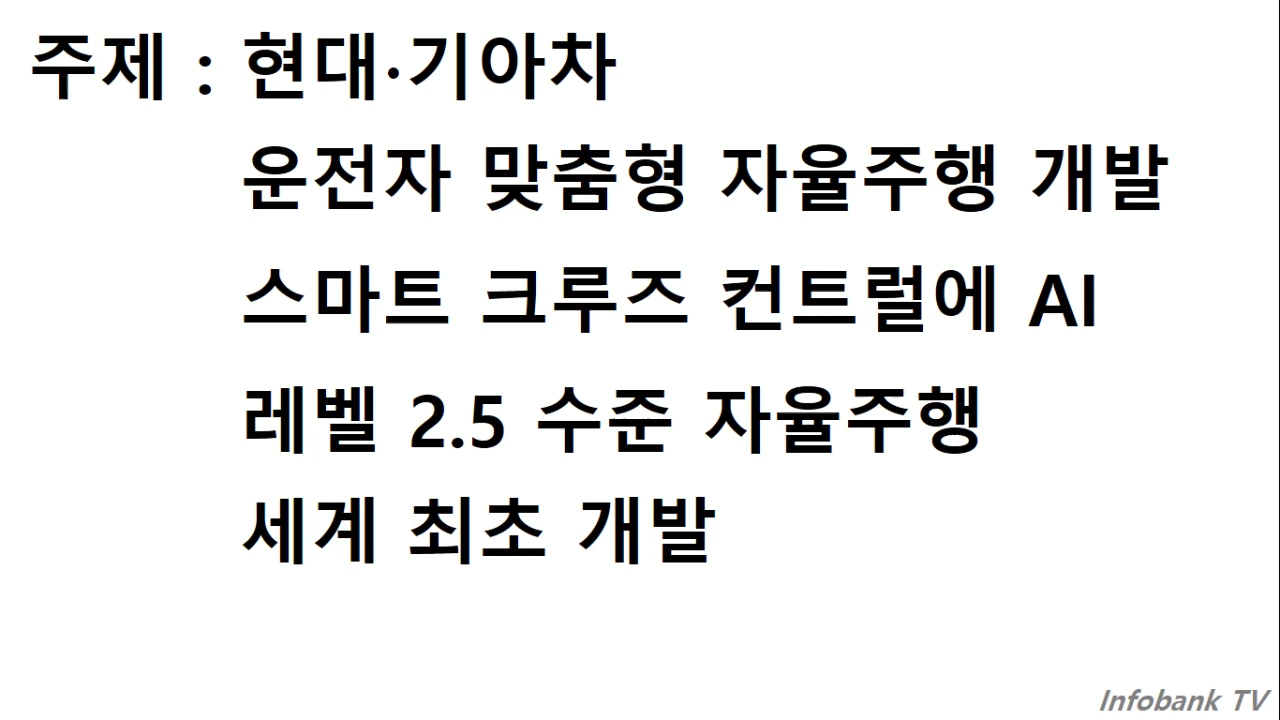 주제 : 현대·기아차
운전자 맞춤형 자율주행 개발
스마트 크루즈 컨트럴에 AI
레벨 2.5 수준 자율주행
세계 최초 개발
Infobank TV